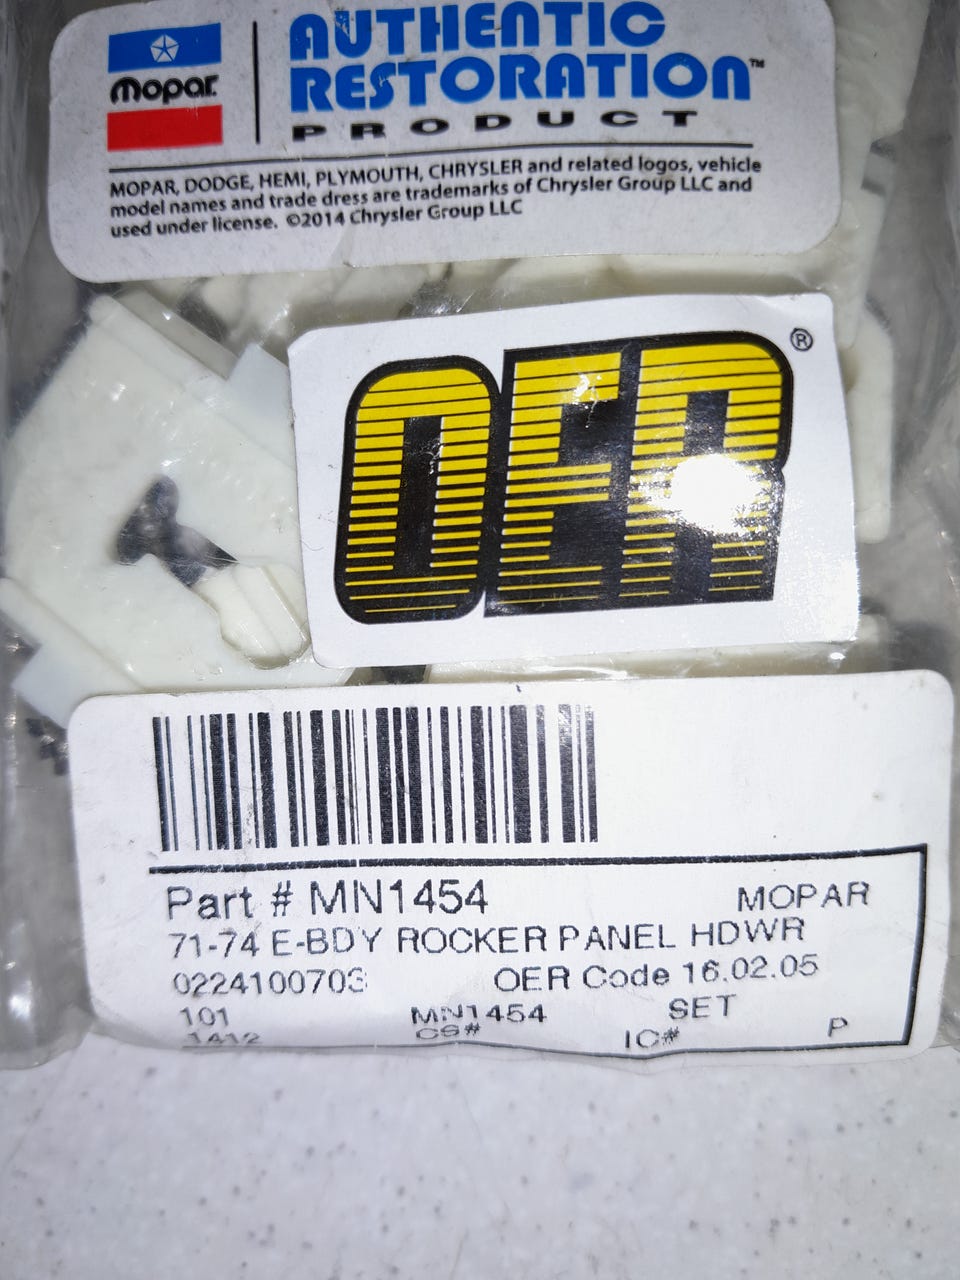 Mopar.
AUTHENTIC
RESTORATION™
PRODUCT
MOPAR, DODGE, HEMI, PLYMOUTH, CHRYSLER and related logos, vehicle
model names and trade dress are trademarks of Chrysler Group LLC and
used under license. ©2014 Chrysler Group LLC
OER®
Part # MN1454 MOPAR
71-74 E-BDY ROCKER PANEL HDWR
0224100703 OER Code 16.02.05
101 MN1454 SET
1412 CS# IC# P